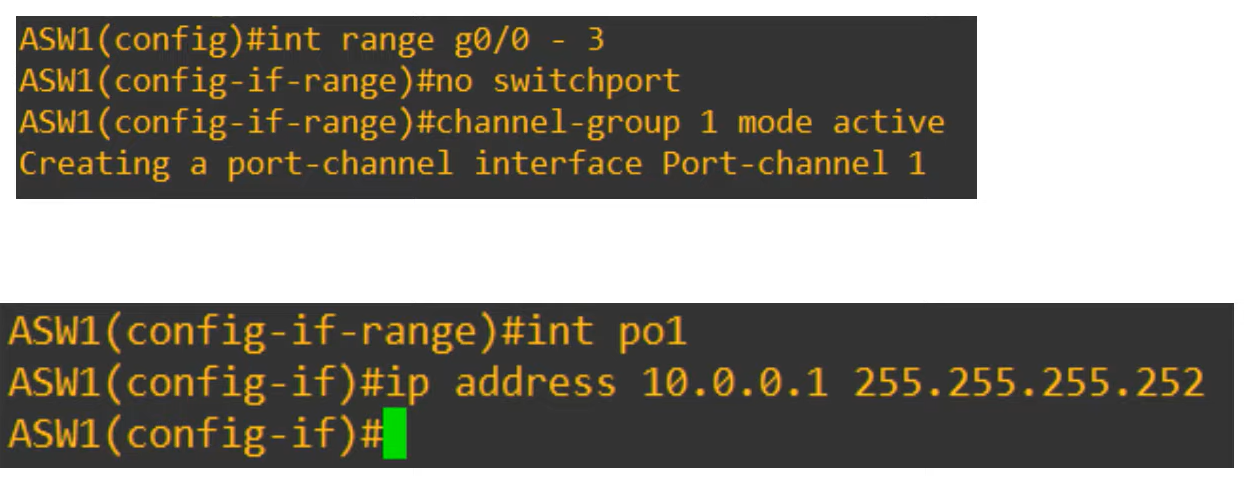 ASW1(config)#int range g0/0 - 3
ASW1(config-if-range)#no switchport
ASW1(config-if-range)#channel-group 1 mode active
Creating a port-channel interface Port-channel 1
ASW1(config-if-range)#int po1
ASW1(config-if)#ip address 10.0.0.1 255.255.255.252
ASW1(config-if)#